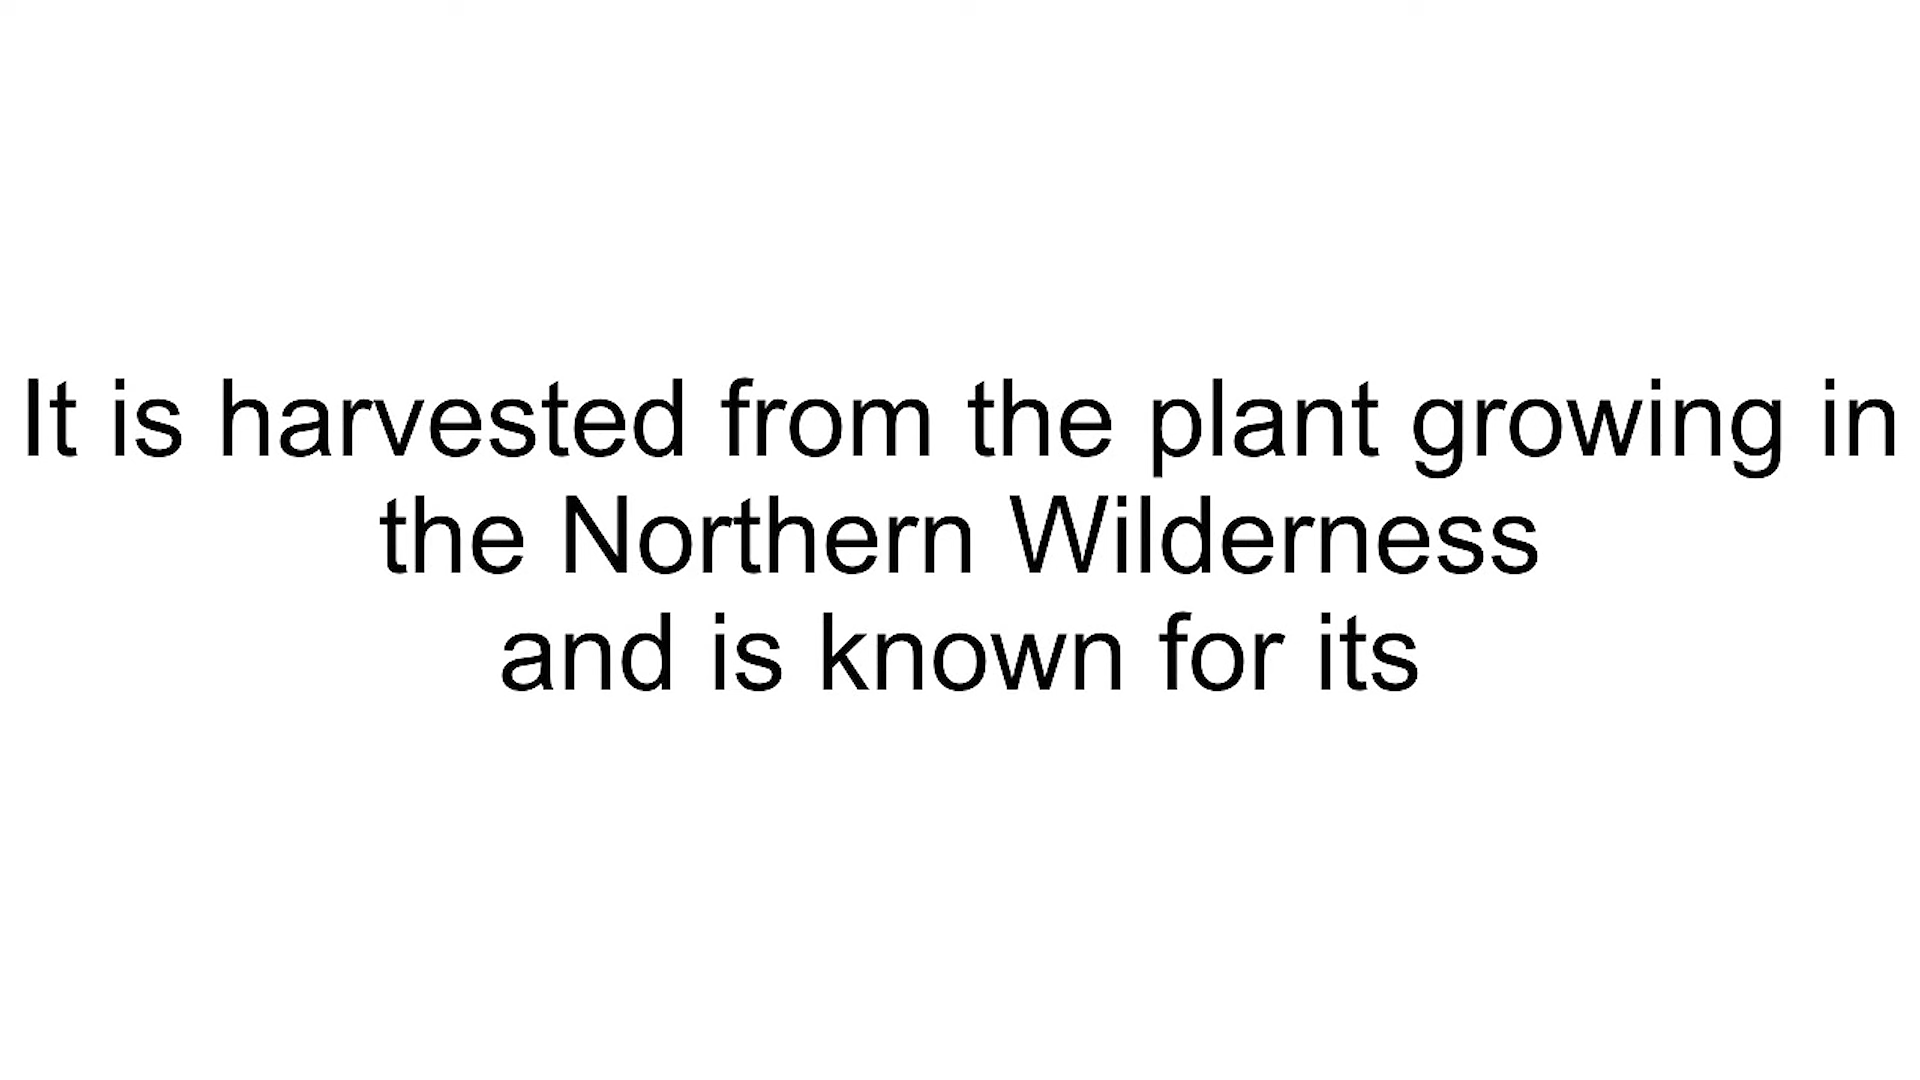 It is harvested from the plant growing in
the Northern Wilderness
and is known for its